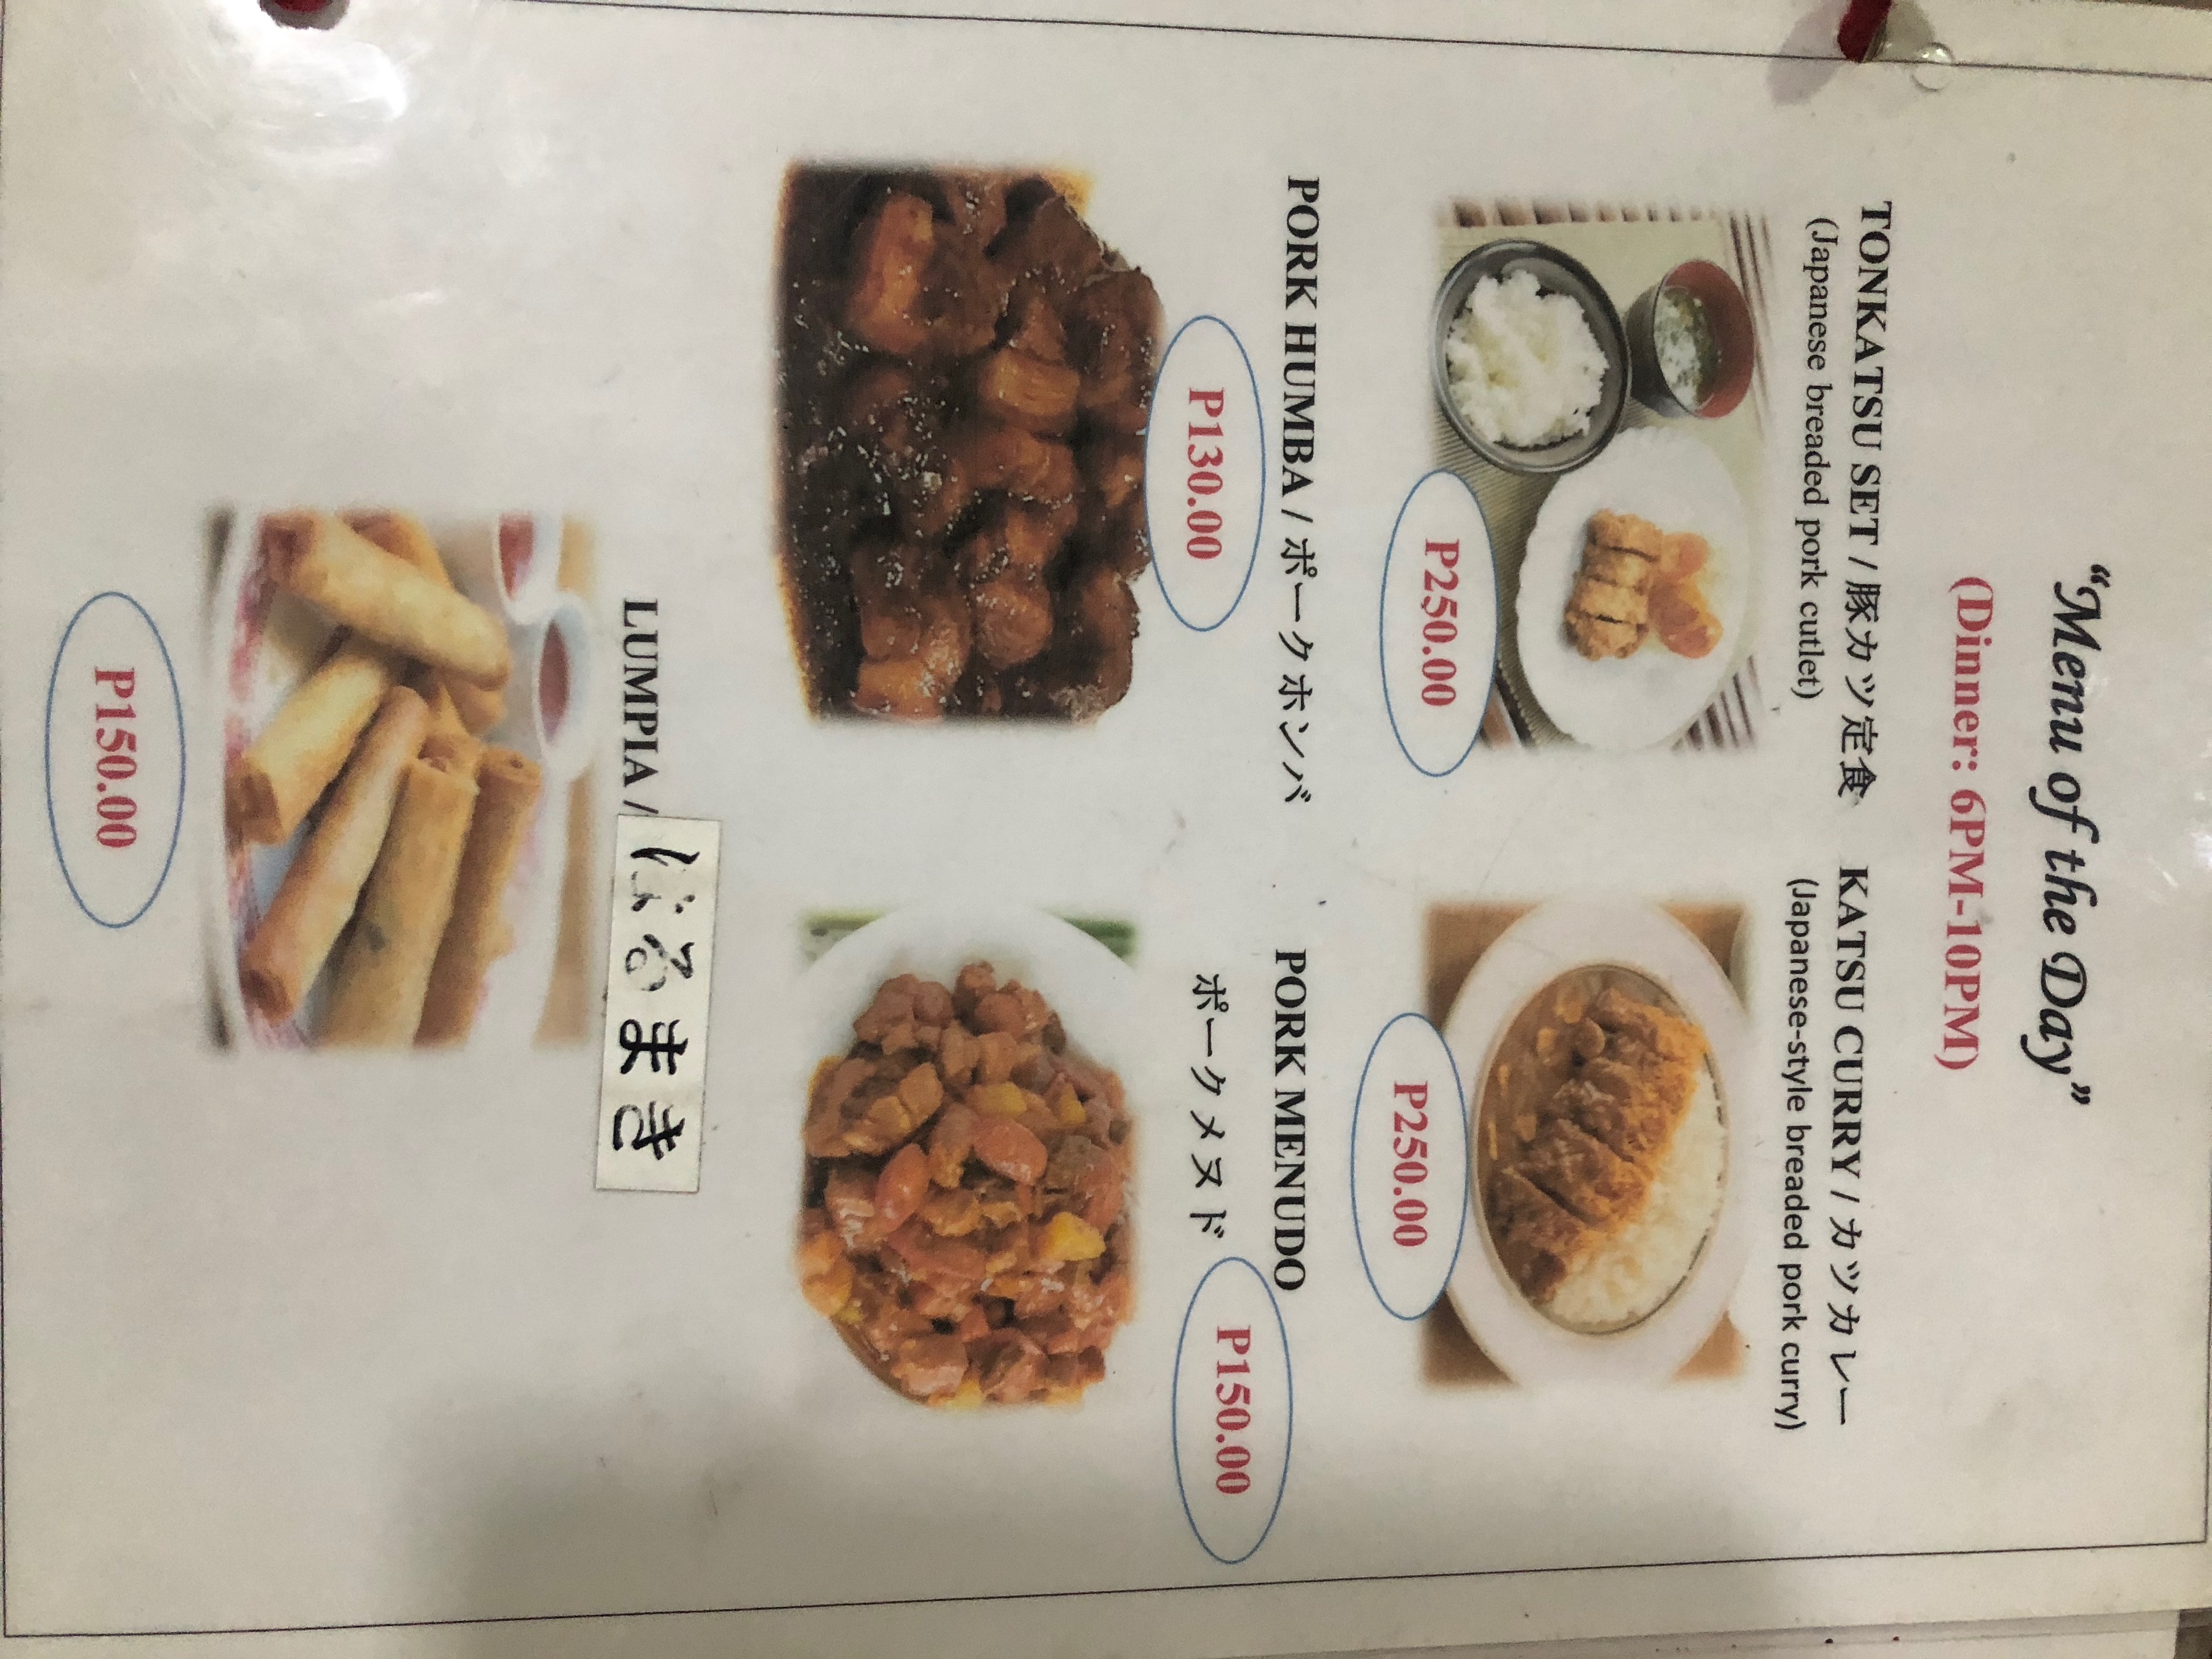 "Menu of the Day"
(Dinner: 6PM-10PM)
TONKATSU SET / 豚カツ定食
(Japanese breaded pork cutlet)
P250.00
KATSU CURRY / カツカレー
(Japanese-style breaded pork curry)
P250.00
PORK HUMBA / ポークホンバ
P130.00
PORK MENUDO
ポークメヌド
P150.00
LUMPIA / はるまき
P150.00